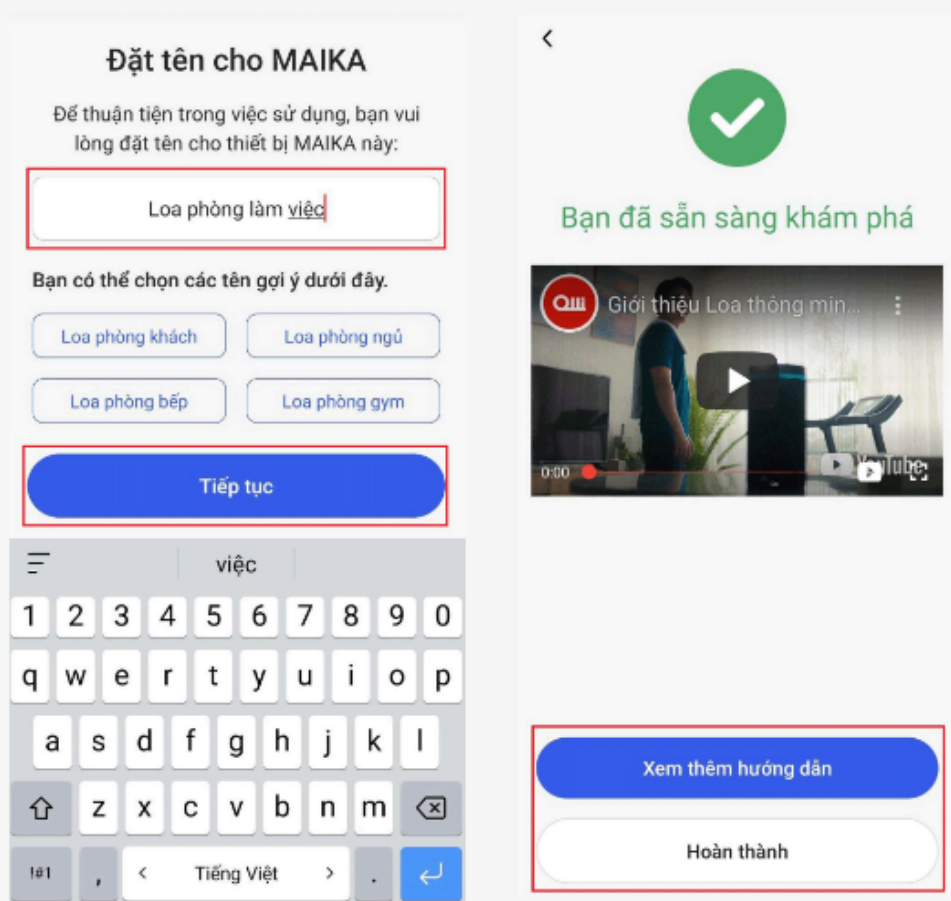 Đặt tên cho MAIKA
Để thuận tiện trong việc sử dụng, bạn vui
lòng đặt tên cho thiết bị MAIKA này:
Loa phòng làm việc
Bạn có thể chọn các tên gợi ý dưới đây.
Loa phòng khách
Loa phòng ngủ
Loa phòng bếp
Loa phòng gym
Tiếp tục
việc
1 2 3 4 5 6 7 8 9 0
q w e r t y u i o p
a s d f g h j k l
z x c v b n m
!#1 , < Tiếng Việt > .
Bạn đã sẵn sàng khám phá
OLLI Giới thiệu Loa thông min...
0:00
YouTube
Xem thêm hướng dẫn
Hoàn thành